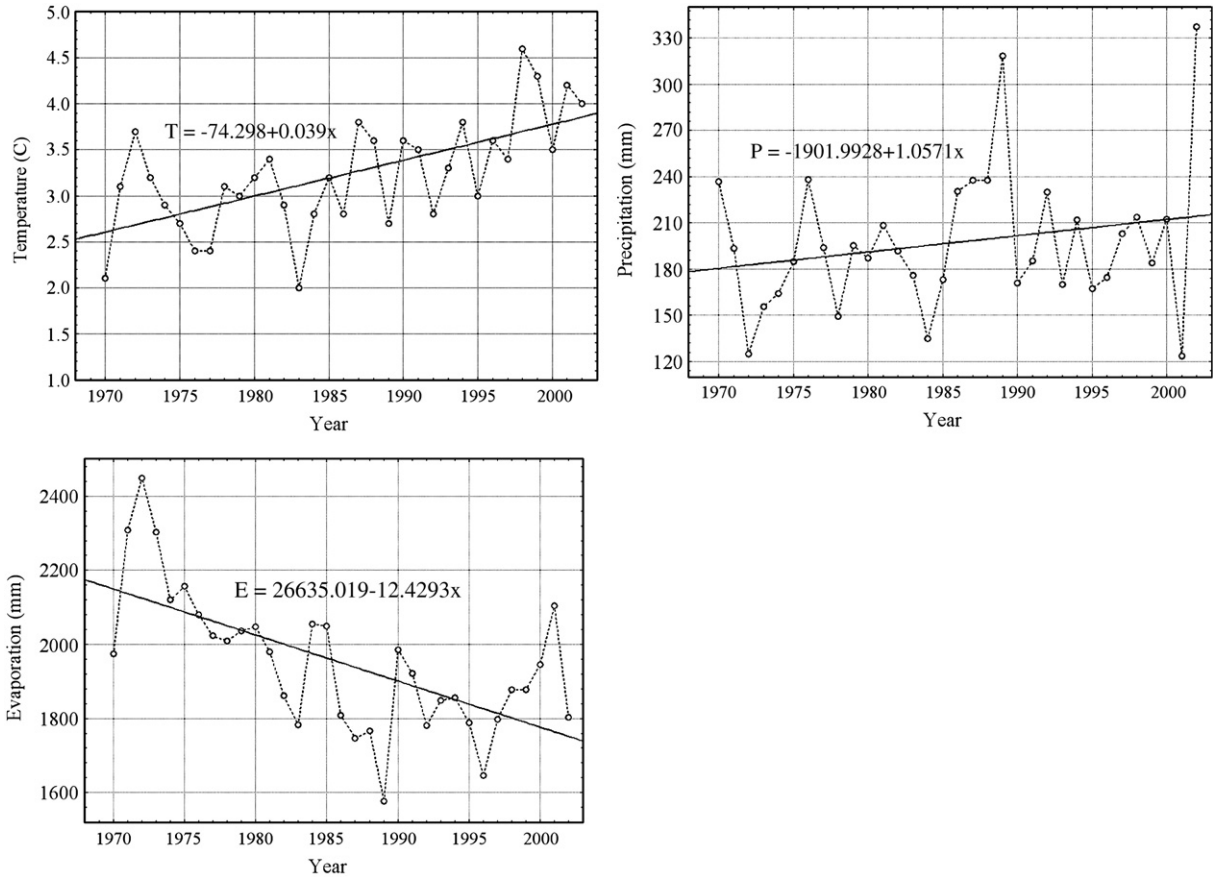 5.0
4.5
4.0
3.5
3.0
2.5
2.0
1.5
1.0
Temperature (C)
T = -74.298+0.039x
1970 1975 1980 1985 1990 1995 2000
Year
330
300
270
240
210
180
150
120
Precipitation (mm)
P = -1901.9928+1.0571x
1970 1975 1980 1985 1990 1995 2000
Year
2400
2200
2000
1800
1600
Evaporation (mm)
E = 26635.019-12.4293x
1970 1975 1980 1985 1990 1995 2000
Year